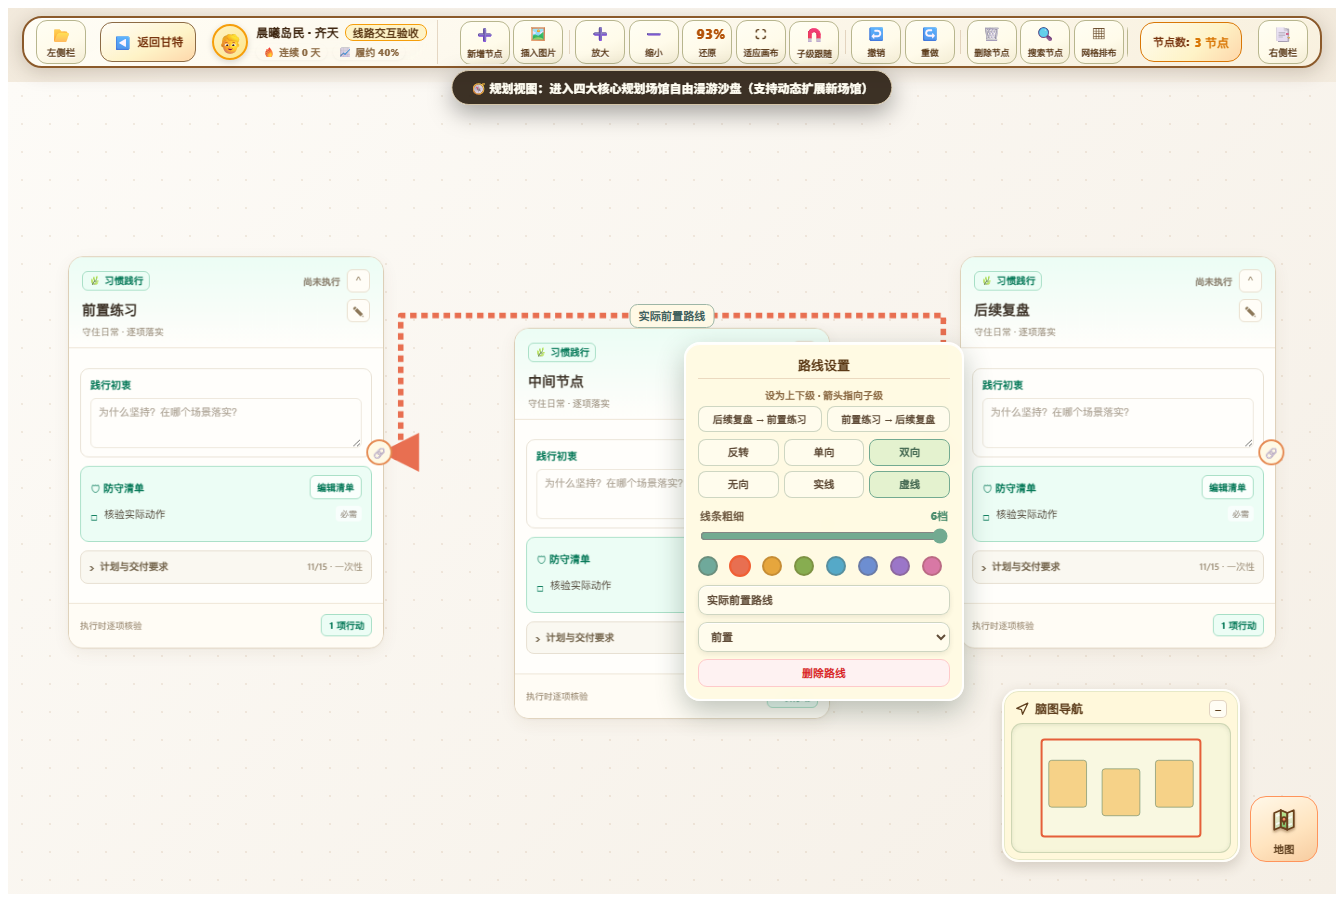 左侧栏
返回甘特
晨曦岛民 · 齐天
线路交互验收
连续 0 天
履约 40%
新增节点
插入图片
放大
缩小
93%
还原
适应画布
子级跟随
撤销
重做
删除节点
搜索节点
网格排布
节点数: 3 节点
右侧栏
规划视图：进入四大核心规划场馆自由漫游沙盘（支持动态扩展新场馆）
习惯践行
尚未执行
前置练习
守住日常 · 逐项落实
践行初衷
为什么坚持？在哪个场景落实？
防守清单
编辑清单
核验实际动作
必需
计划与交付要求
11/15 · 一次性
执行时逐项核验
1 项行动
实际前置路线
习惯践行
中间节点
守住日常 · 逐项落实
践行初衷
为什么坚持？在哪个场景落实？
防守清单
核验实际动作
计划与交付要求
执行时逐项核验
路线设置
设为上下级 · 箭头指向子级
后续复盘 → 前置练习
前置练习 → 后续复盘
反转
单向
双向
无向
实线
虚线
线条粗细
6档
实际前置路线
前置
删除路线
习惯践行
尚未执行
后续复盘
守住日常 · 逐项落实
践行初衷
为什么坚持？在哪个场景落实？
防守清单
编辑清单
核验实际动作
必需
计划与交付要求
11/15 · 一次性
执行时逐项核验
1 项行动
脑图导航
地图